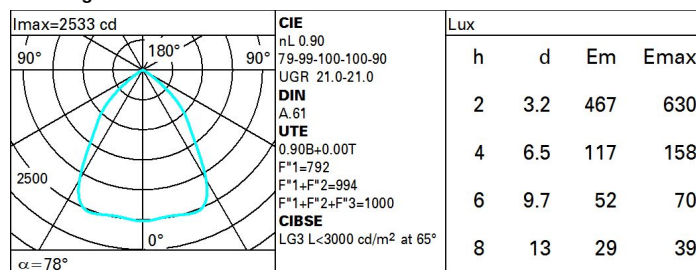 Imax=2533 cd
90° 180° 90°
2500
0°
α=78°
CIE
nL 0.90
79-99-100-100-90
UGR 21.0-21.0
DIN
A.61
UTE
0.90B+0.00T
F"1=792
F"1+F"2=994
F"1+F"2+F"3=1000
CIBSE
LG3 L<3000 cd/m² at 65°
Lux
h d Em Emax
2 3.2 467 630
4 6.5 117 158
6 9.7 52 70
8 13 29 39